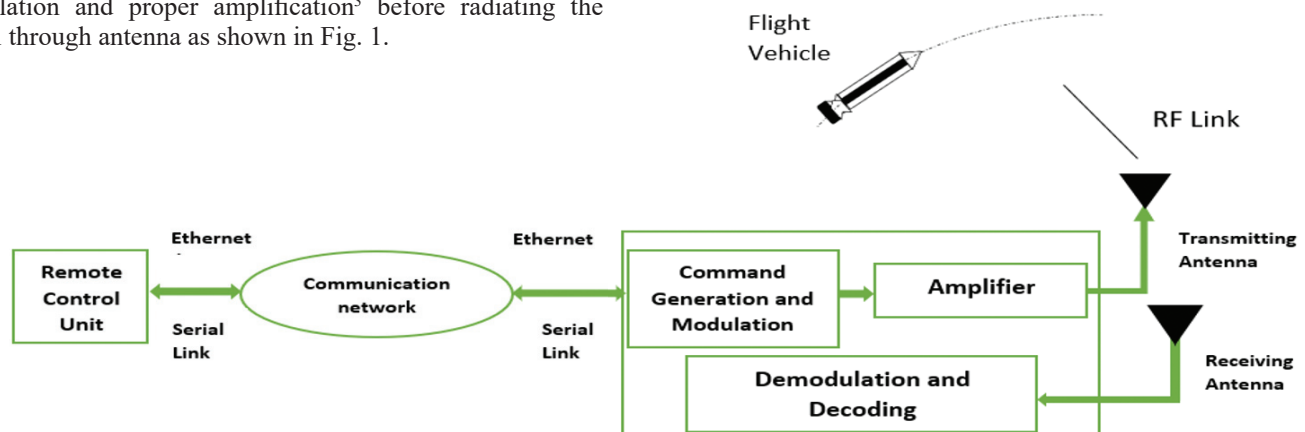 and proper amplification³ before radiating the
through antenna as shown in Fig. 1.
Flight
Vehicle
RF Link
Ethernet
Ethernet
Transmitting
Antenna
Remote
Control
Unit
Communication
network
Command
Generation and
Modulation
Amplifier
Serial
Link
Serial
Link
Receiving
Antenna
Demodulation and
Decoding